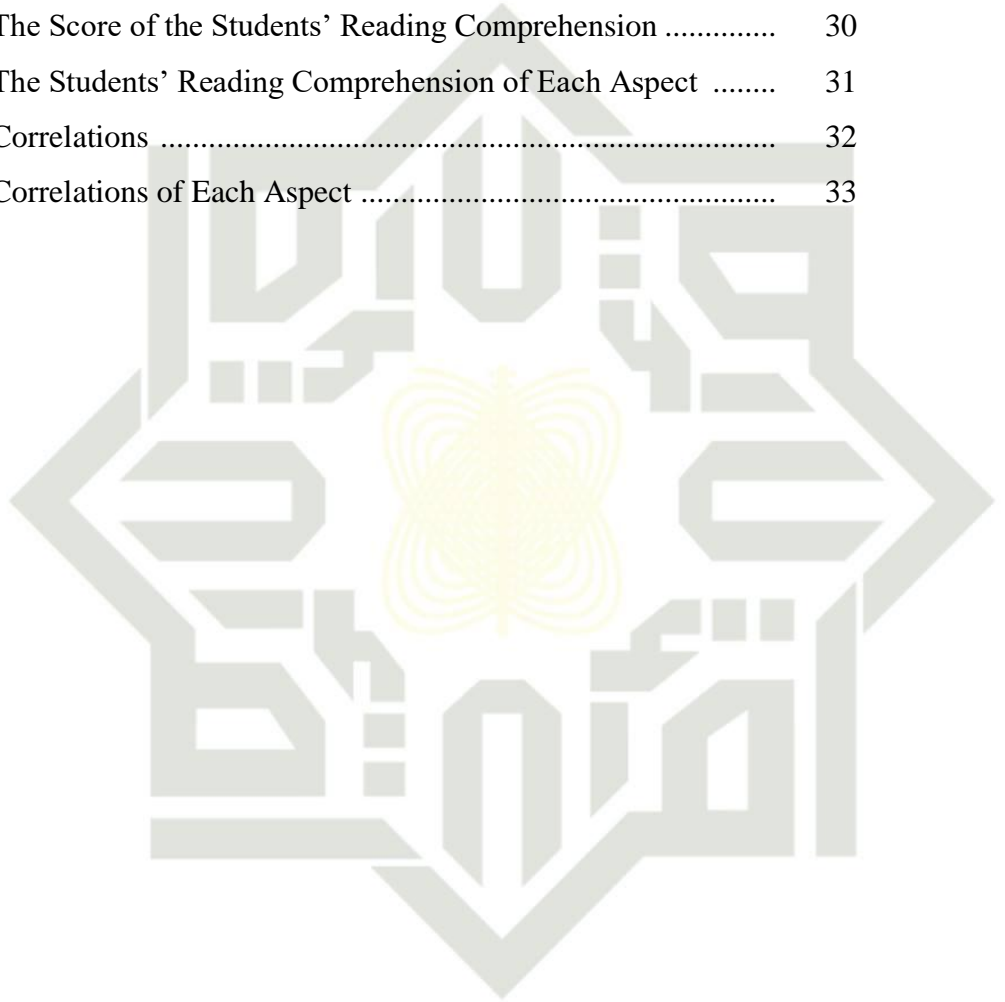 The Score of the Students’ Reading Comprehension .............. 30
The Students’ Reading Comprehension of Each Aspect ........ 31
Correlations ............................................................................. 32
Correlations of Each Aspect .................................................... 33